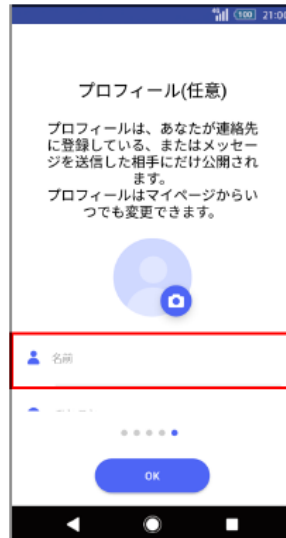 100 21:00
プロフィール(任意)
プロフィールは、あなたが連絡先
に登録している、またはメッセー
ジを送信した相手にだけ公開され
ます。
プロフィールはマイページからい
つでも変更できます。
名前
OK